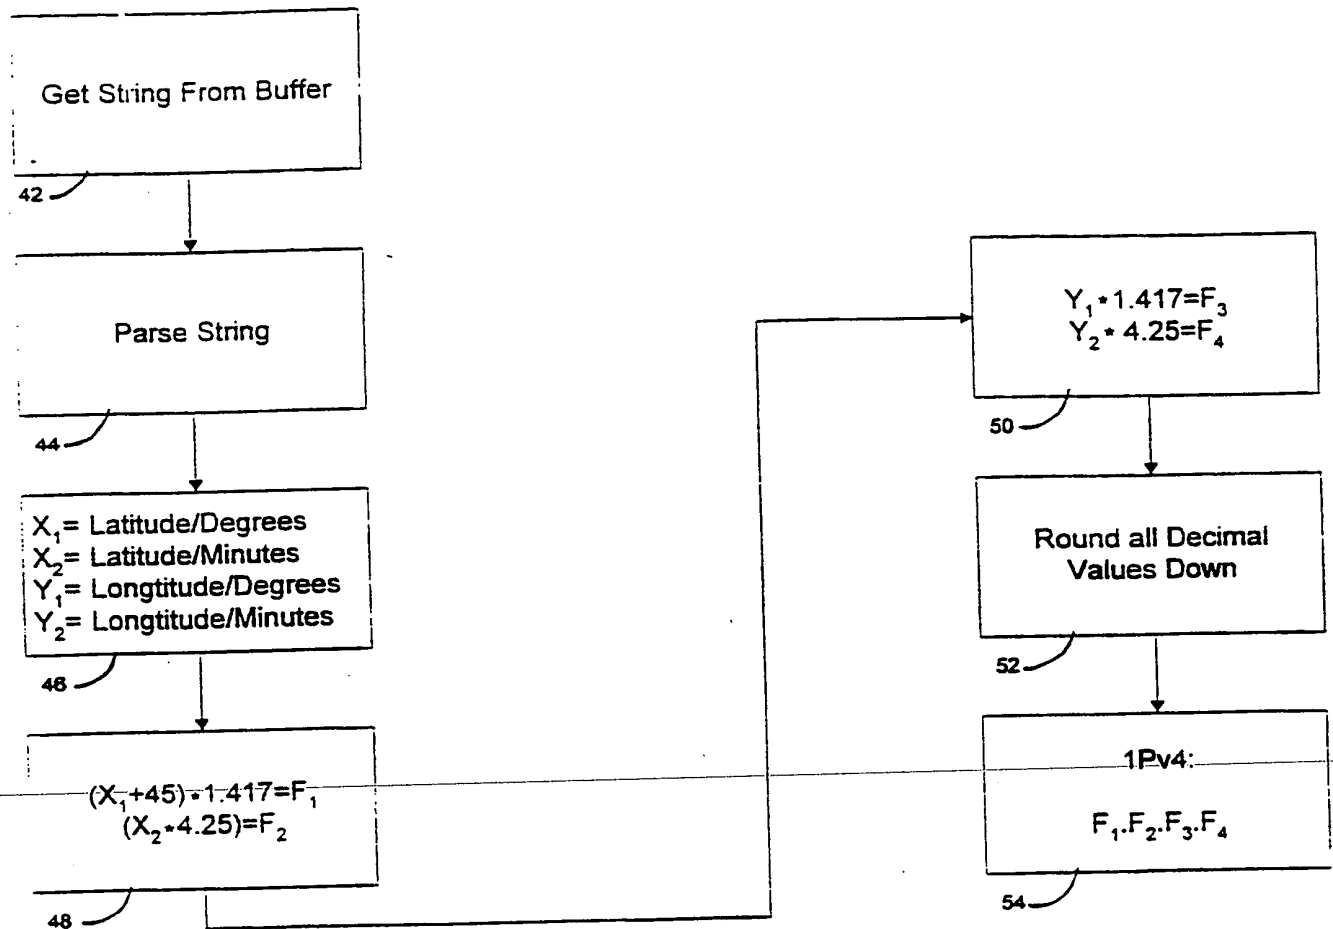 Get String From Buffer
42
Parse String
44
X₁= Latitude/Degrees
X₂= Latitude/Minutes
Y₁= Longtitude/Degrees
Y₂= Longtitude/Minutes
46
(X₁+45)*1.417=F₁
(X₂*4.25)=F₂
48
Y₁*1.417=F₃
Y₂* 4.25=F₄
50
Round all Decimal
Values Down
52
1Pv4:
F₁.F₂.F₃.F₄
54